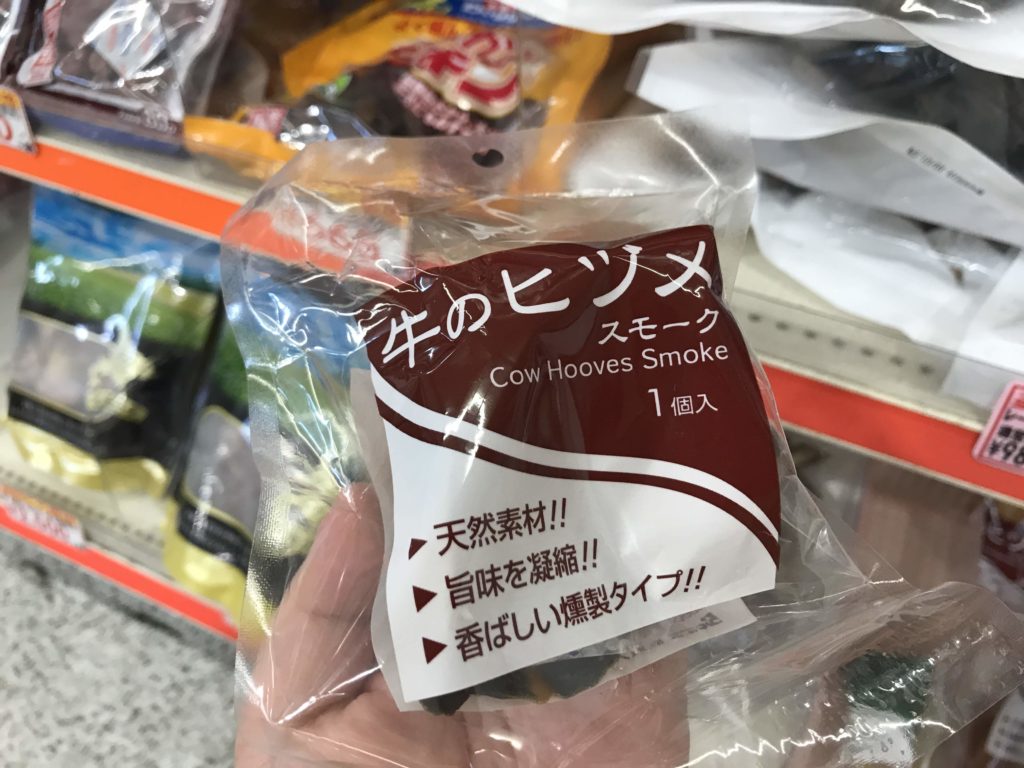 牛のヒヅメ
スモーク
Cow Hooves Smoke
1個入
▶ 天然素材!!
▶ 旨味を凝縮!!
▶ 香ばしい燻製タイプ!!